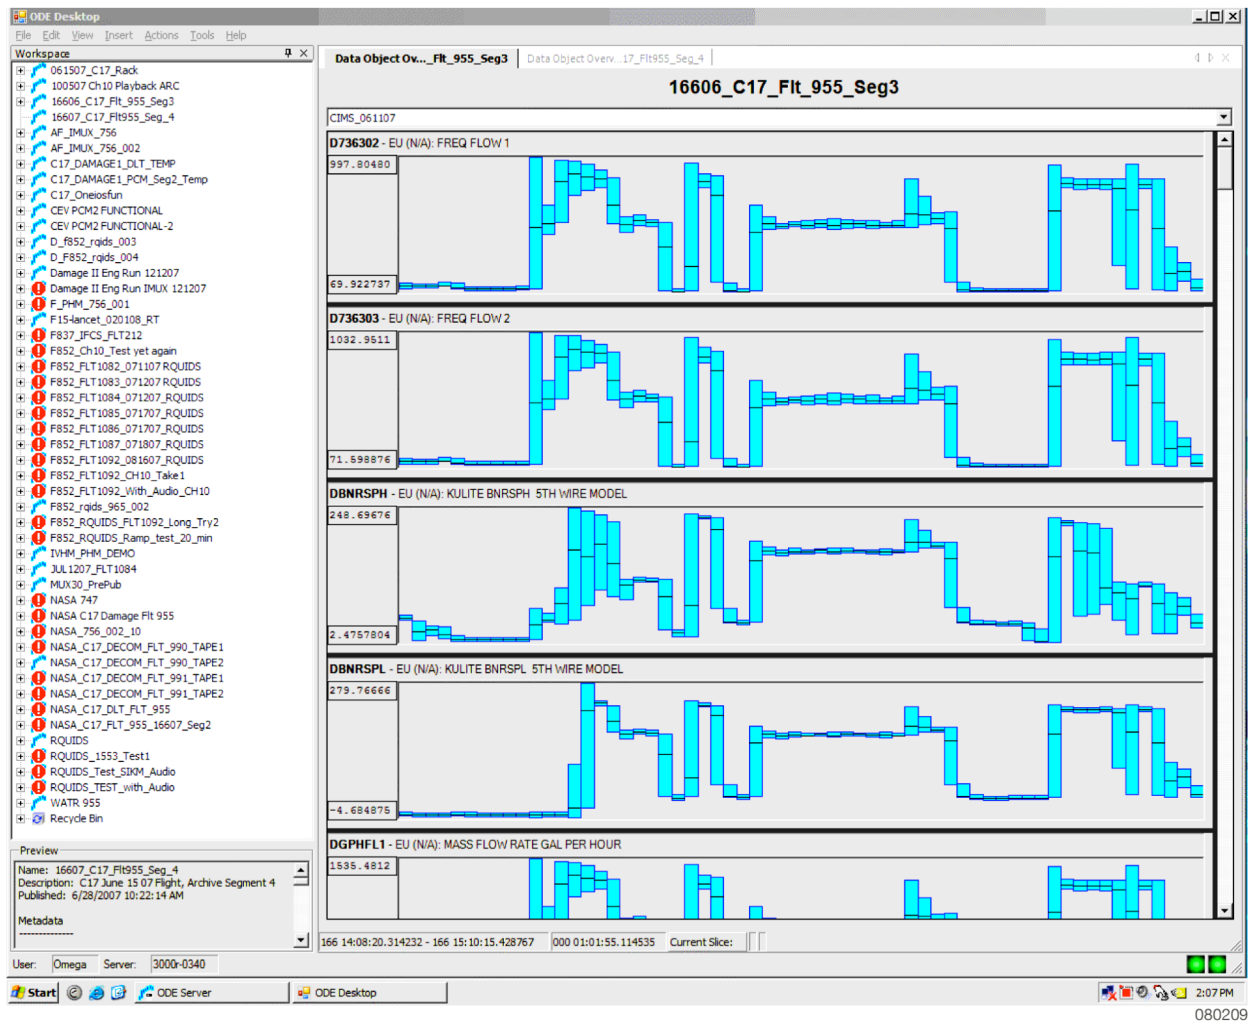 ODE Desktop
File Edit View Insert Actions Tools Help
Workspace
061507_C17_Rack
100507 Ch10 Playback ARC
16606_C17_Flt_955_Seg3
16607_C17_Flt955_Seg_4
AF_IMUX_756
AF_IMUX_756_002
C17_DAMAGE1_DLT_TEMP
C17_DAMAGE1_PCM_Seg2_Temp
C17_Oneiosfun
CEV PCM2 FUNCTIONAL
CEV PCM2 FUNCTIONAL-2
D_f852_rqids_003
D_F852_rqids_004
Damage II Eng Run 121207
Damage II Eng Run IMUX 121207
F_PHM_756_001
F15-lancet_020108_RT
F837_IFCS_FLT212
F852_Ch10_Test yet again
F852_FLT1082_071107 RQUIDS
F852_FLT1083_071207 RQUIDS
F852_FLT1084_071207_RQUIDS
F852_FLT1085_071707_RQUIDS
F852_FLT1086_071707_RQUIDS
F852_FLT1087_071807_RQUIDS
F852_FLT1092_081607_RQUIDS
F852_FLT1092_CH10_Take1
F852_FLT1092_With_Audio_CH10
F852_rqids_965_002
F852_RQUIDS_FLT1092_Long_Try2
F852_RQUIDS_Ramp_test_20_min
IVHM_PHM_DEMO
JUL1207_FLT1084
MUX30_PrePub
NASA 747
NASA C17 Damage Flt 955
NASA_756_002_10
NASA_C17_DECOM_FLT_990_TAPE1
NASA_C17_DECOM_FLT_990_TAPE2
NASA_C17_DECOM_FLT_991_TAPE1
NASA_C17_DECOM_FLT_991_TAPE2
NASA_C17_DLT_FLT_955
NASA_C17_FLT_955_16607_Seg2
RQUIDS
RQUIDS_1553_Test1
RQUIDS_Test_SIKM_Audio
RQUIDS_TEST_with_Audio
WATR 955
Recycle Bin
Preview
Name: 16607_C17_Flt955_Seg_4
Description: C17 June 15 07 Flight, Archive Segment 4
Published: 6/28/2007 10:22:14 AM
Metadata
--------------
Data Object Ov..._Flt_955_Seg3 Data Object Overv...17_Flt955_Seg_4
16606_C17_Flt_955_Seg3
CIMS_061107
D736302 - EU (N/A): FREQ FLOW 1
997.80480
69.922737
D736303 - EU (N/A): FREQ FLOW 2
1032.9511
71.598876
DBNRSPH - EU (N/A): KULITE BNRSPH 5TH WIRE MODEL
248.69676
2.4757804
DBNRSPL - EU (N/A): KULITE BNRSPL 5TH WIRE MODEL
279.76666
-4.684875
DGPHFL1 - EU (N/A): MASS FLOW RATE GAL PER HOUR
1535.4812
166 14:08:20.314232 - 166 15:10:15.428767 000 01:01:55.114535 Current Slice:
User: Omega Server: 3000r-0340
Start ODE Server ODE Desktop 2:07 PM
080209